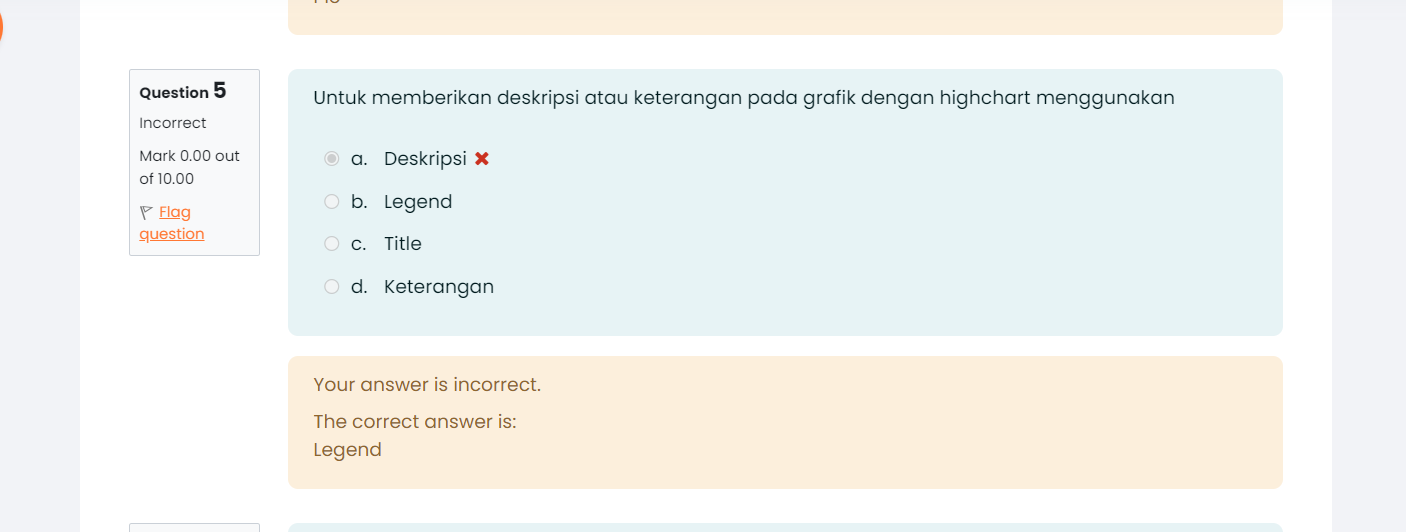 Question 5
Incorrect
Mark 0.00 out
of 10.00
Flag
question
Untuk memberikan deskripsi atau keterangan pada grafik dengan highchart menggunakan
a. Deskripsi
b. Legend
c. Title
d. Keterangan
Your answer is incorrect.
The correct answer is:
Legend